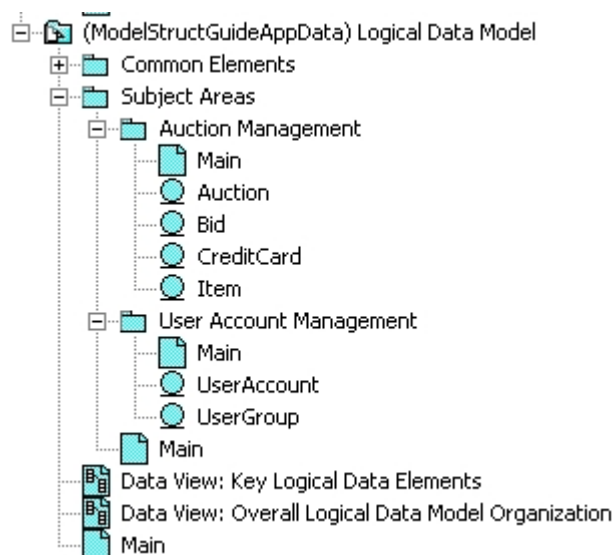 (ModelStructGuideAppData) Logical Data Model
Common Elements
Subject Areas
Auction Management
Main
Auction
Bid
CreditCard
Item
User Account Management
Main
UserAccount
UserGroup
Main
Data View: Key Logical Data Elements
Data View: Overall Logical Data Model Organization
Main